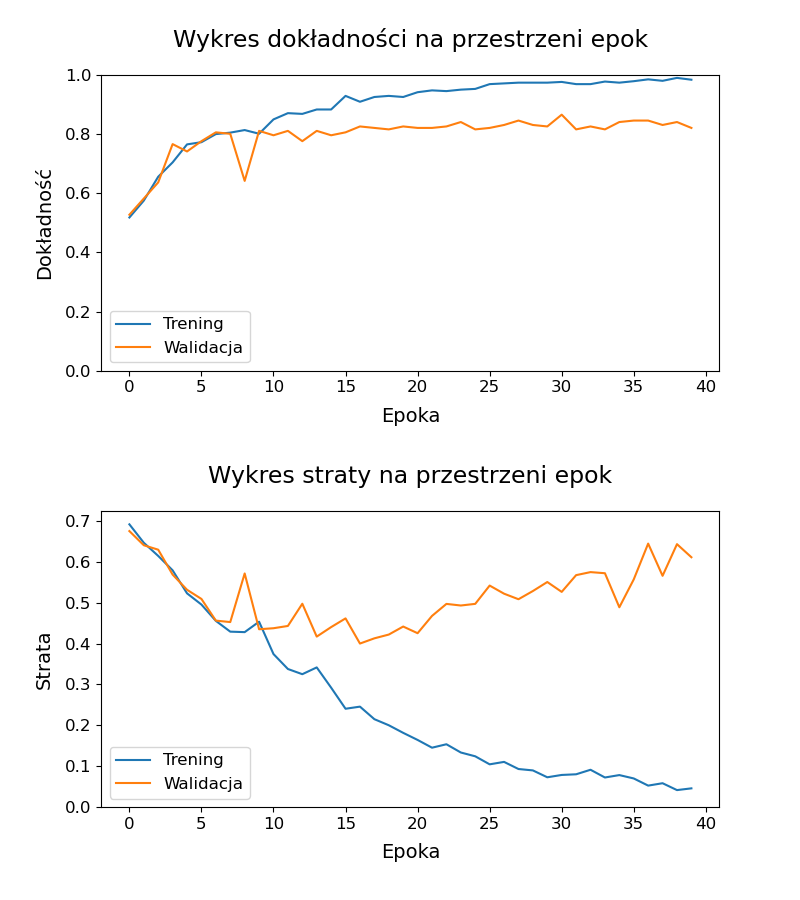 Wykres dokładności na przestrzeni epok
1.0
0.8
0.6
0.4
0.2
0.0
Dokładność
Trening
Walidacja
0 5 10 15 20 25 30 35 40
Epoka
Wykres straty na przestrzeni epok
0.7
0.6
0.5
0.4
0.3
0.2
0.1
0.0
Strata
Trening
Walidacja
0 5 10 15 20 25 30 35 40
Epoka